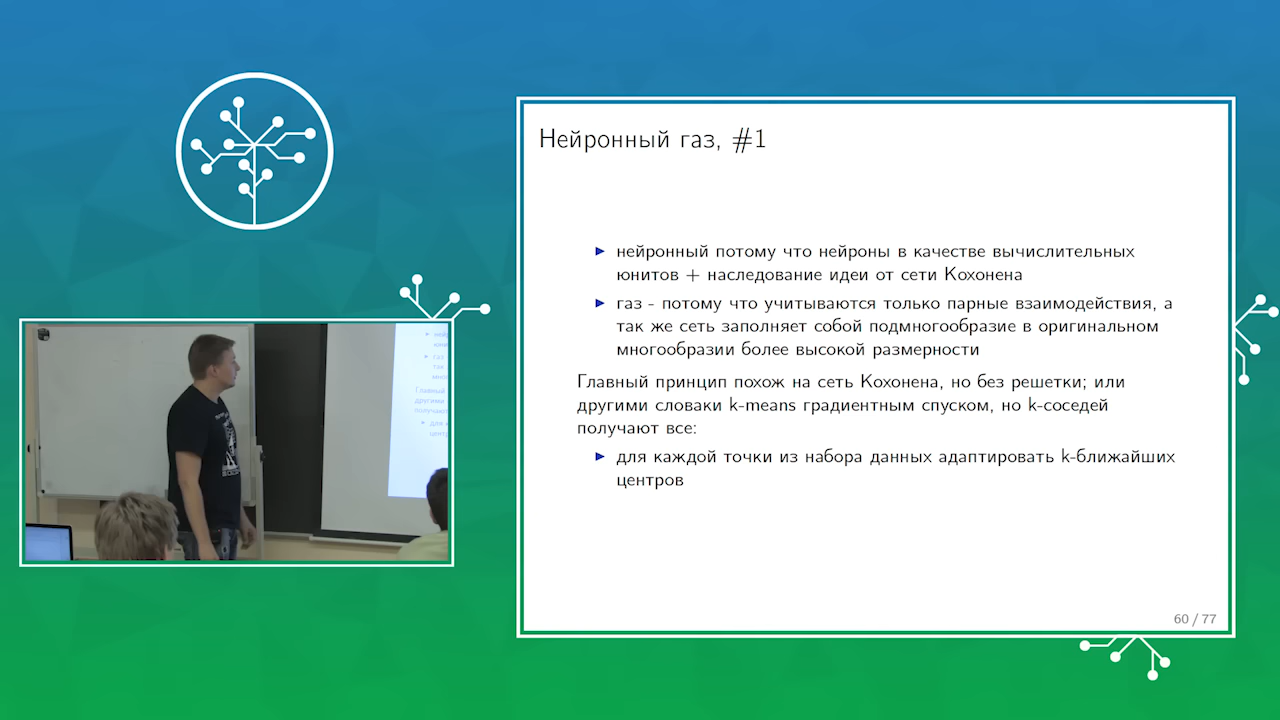 Нейронный газ, #1
нейронный потому что нейроны в качестве вычислительных
юнитов + наследование идеи от сети Кохонена
газ - потому что учитываются только парные взаимодействия, а
так же сеть заполняет собой подмногообразие в оригинальном
многообразии более высокой размерности
Главный принцип похож на сеть Кохонена, но без решетки; или
другими словаки k-means градиентным спуском, но k-соседей
получают все:
для каждой точки из набора данных адаптировать k-ближайших
центров
60 / 77